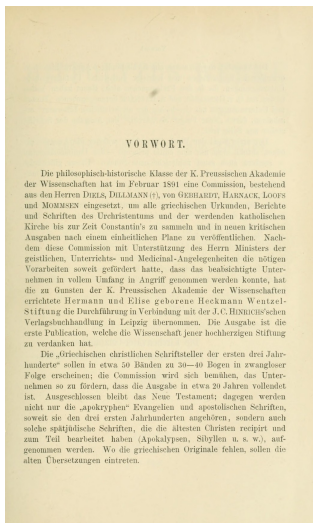 VORWORT.
Die philosophisch-historische Klasse der K. Preussischen Akademie
der Wissenschaften hat im Februar 1891 eine Commission, bestehend
aus den Herren DIELS, DILLMANN (†), von GEBHARDT, HARNACK, LOOFS
und MOMMSEN eingesetzt, um alle griechischen Urkunden, Berichte
und Schriften des Urchristentums und der werdenden katholischen
Kirche bis zur Zeit Constantin's zu sammeln und in neuen kritischen
Ausgaben nach einem einheitlichen Plane zu veröffentlichen. Nach-
dem diese Commission mit Unterstützung des Herrn Ministers der
geistlichen, Unterrichts- und Medicinal-Angelegenheiten die nötigen
Vorarbeiten soweit gefördert hatte, dass das beabsichtigte Unter-
nehmen in vollem Umfang in Angriff genommen werden konnte, hat
die zu Gunsten der K. Preussischen Akademie der Wissenschaften
errichtete Hermann und Elise geborene Heckmann Wentzel-
Stiftung die Durchführung in Verbindung mit der J. C. HINRICHS'schen
Verlagsbuchhandlung in Leipzig übernommen. Die Ausgabe ist die
erste Publication, welche die Wissenschaft jener hochherzigen Stiftung
zu verdanken hat.
Die „Griechischen christlichen Schriftsteller der ersten drei Jahr-
hunderte“ sollen in etwa 50 Bänden zu 30—40 Bogen in zwangloser
Folge erscheinen; die Commission wird sich bemühen, das Unter-
nehmen so zu fördern, dass die Ausgabe in etwa 20 Jahren vollendet
ist. Ausgeschlossen bleibt das Neue Testament; dagegen werden
nicht nur die „apokryphen“ Evangelien und apostolischen Schriften,
soweit sie den drei ersten Jahrhunderten angehören, sondern auch
solche spätjüdische Schriften, die die ältesten Christen recipirt und
zum Teil bearbeitet haben (Apokalypsen, Sibyllen u. s. w.), auf-
genommen werden. Wo die griechischen Originale fehlen, sollen die
alten Übersetzungen eintreten.